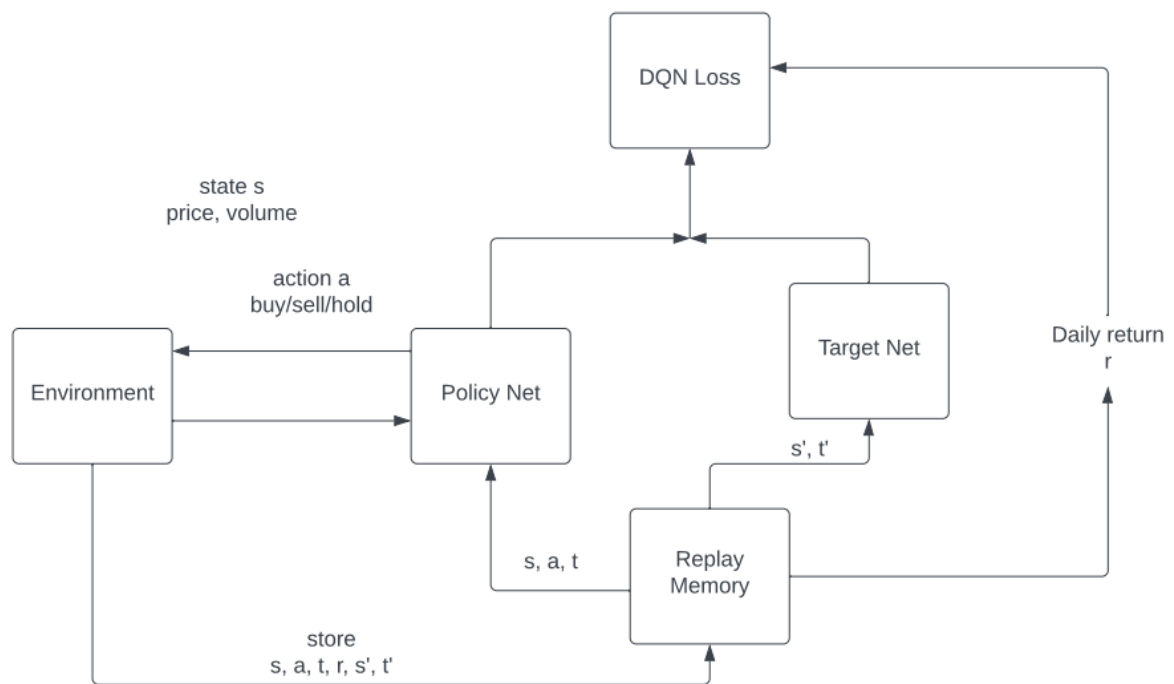 DQN Loss
state s
price, volume
action a
buy/sell/hold
Environment
Policy Net
Target Net
Daily return
r
s', t'
s, a, t
Replay
Memory
store
s, a, t, r, s', t'